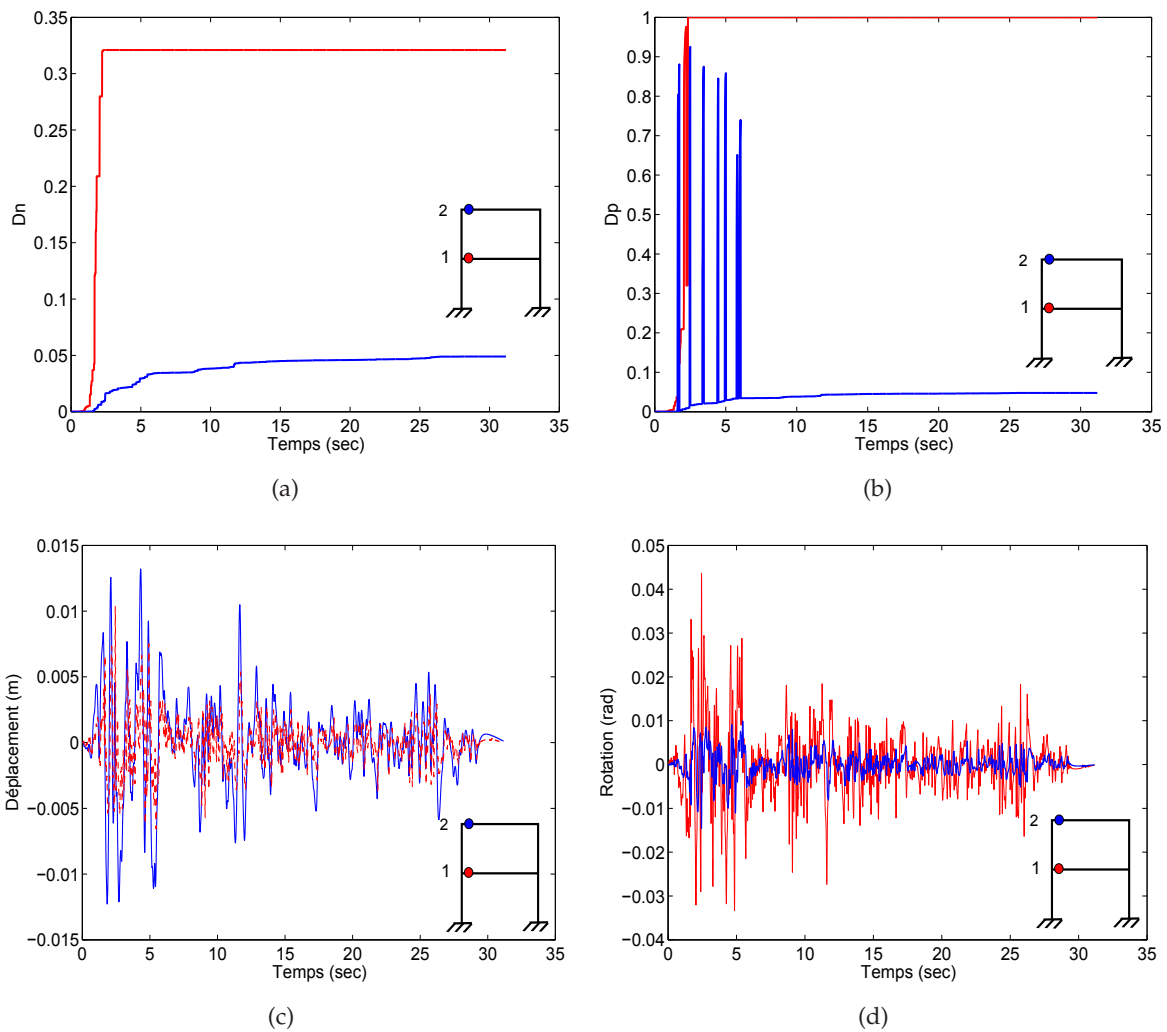 0.35
0.3
0.25
0.2
0.15
0.1
0.05
0
Dn
0 5 10 15 20 25 30 35
Temps (sec)
2
1
(a)
1
0.9
0.8
0.7
0.6
0.5
0.4
0.3
0.2
0.1
0
Dp
0 5 10 15 20 25 30 35
Temps (sec)
2
1
(b)
0.015
0.01
0.005
0
−0.005
−0.01
−0.015
Déplacement (m)
0 5 10 15 20 25 30 35
Temps (sec)
2
1
(c)
0.05
0.04
0.03
0.02
0.01
0
−0.01
−0.02
−0.03
−0.04
Rotation (rad)
0 5 10 15 20 25 30 35
Temps (sec)
2
1
(d)